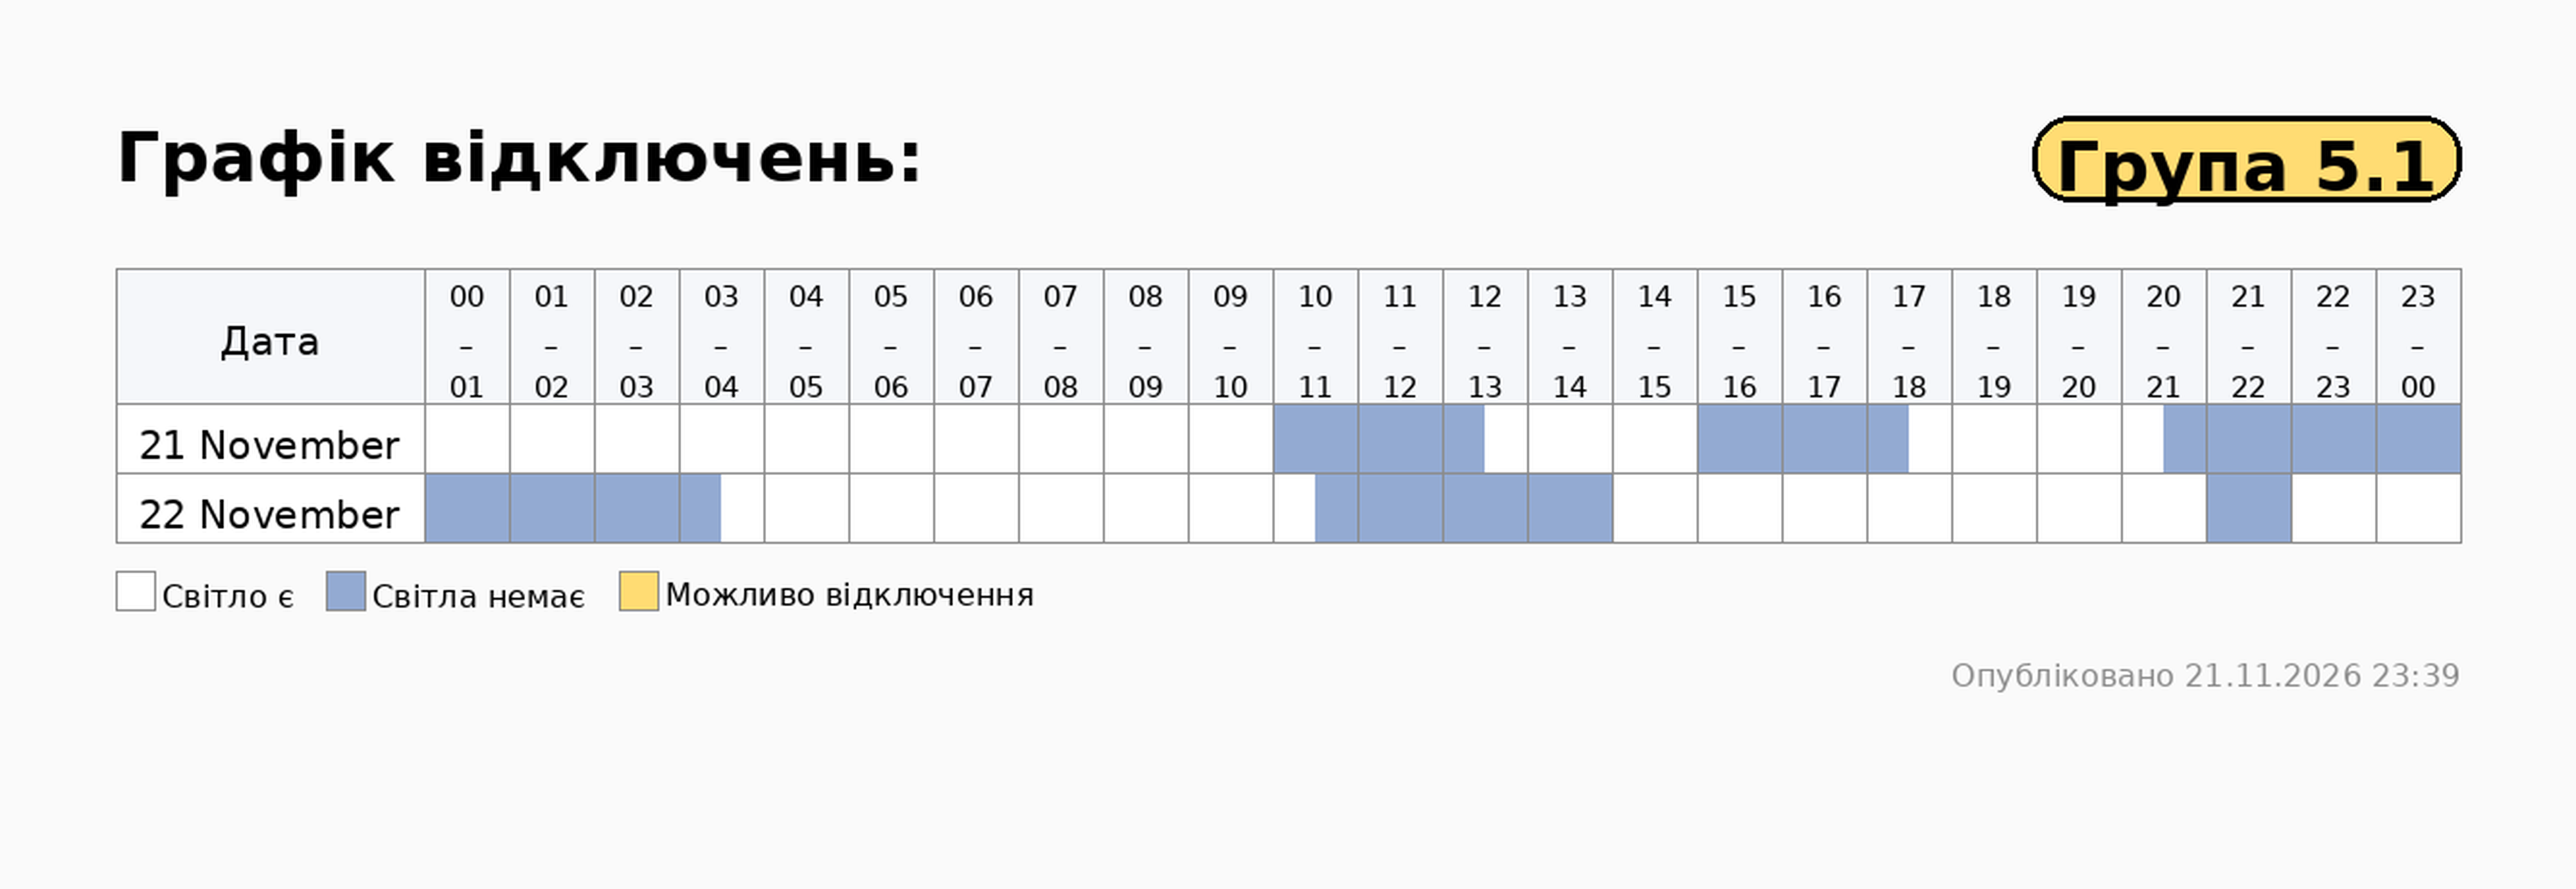 Графік відключень:
Група 5.1
Дата
00 – 01
01 – 02
02 – 03
03 – 04
04 – 05
05 – 06
06 – 07
07 – 08
08 – 09
09 – 10
10 – 11
11 – 12
12 – 13
13 – 14
14 – 15
15 – 16
16 – 17
17 – 18
18 – 19
19 – 20
20 – 21
21 – 22
22 – 23
23 – 00
21 November
22 November
Світло є
Світла немає
Можливо відключення
Опубліковано 21.11.2026 23:39